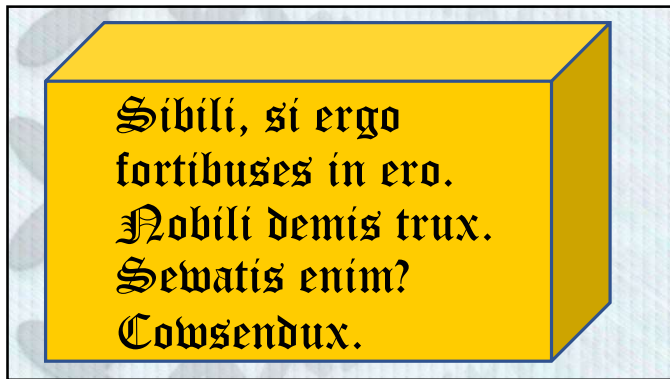 Sibili, si ergo
fortibuses in ero.
Nobili demis trux.
Sewatis enim?
Cowsendux.